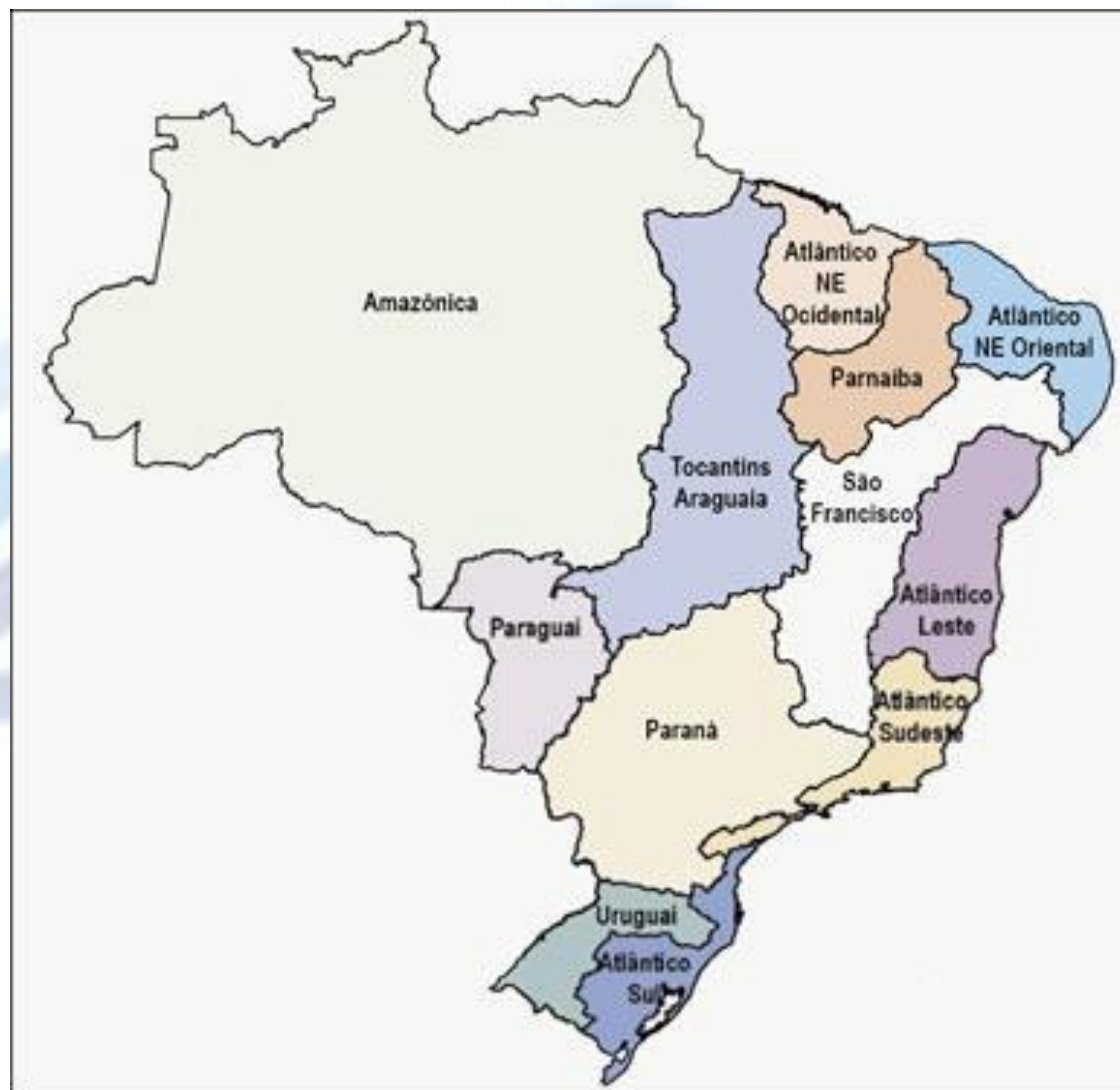 Amazônica
Atlântico
NE
Ocidental
Atlântico
NE Oriental
Parnaíba
Tocantins
Araguaia
São
Francisco
Atlântico
Leste
Paraguai
Atlântico
Sudeste
Paraná
Uruguai
Atlântico
Sul